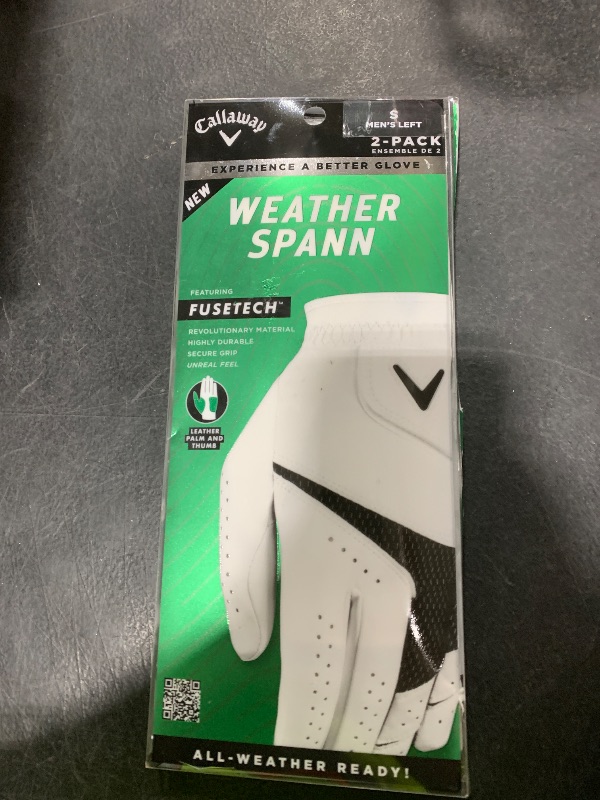 Callaway
S
MEN'S LEFT
2-PACK
ENSEMBLE DE 2
EXPERIENCE A BETTER GLOVE
NEW
WEATHER
SPANN
FEATURING
FUSETECH™
REVOLUTIONARY MATERIAL
HIGHLY DURABLE
SECURE GRIP
UNREAL FEEL
LEATHER
PALM AND
THUMB
ALL-WEATHER READY!